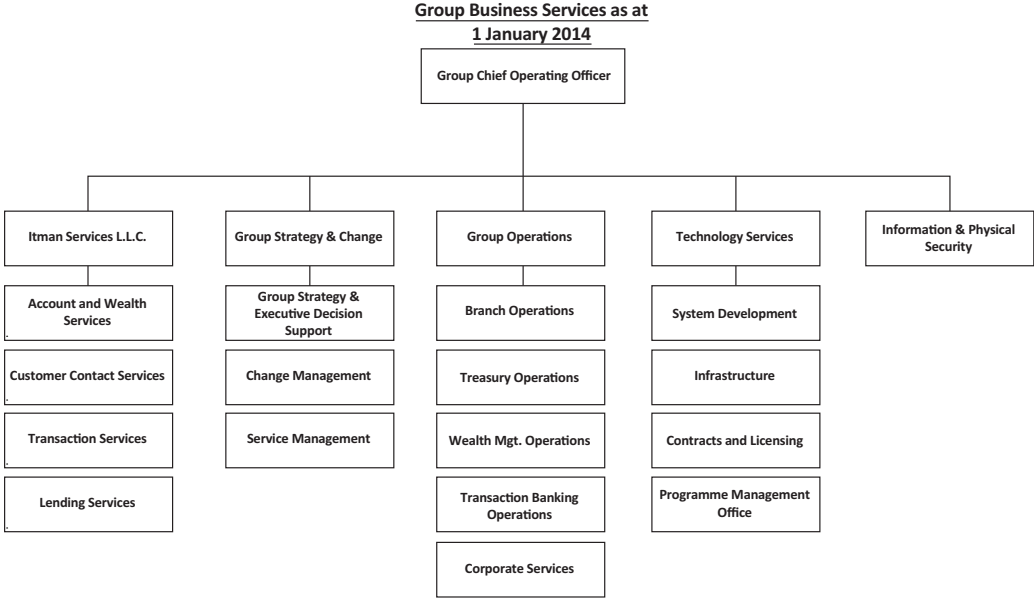 Group Business Services as at
1 January 2014
Group Chief Operating Officer
Itman Services L.L.C.
Group Strategy & Change
Group Operations
Technology Services
Information & Physical
Security
Account and Wealth
Services
Customer Contact Services
Transaction Services
Lending Services
Group Strategy &
Executive Decision
Support
Change Management
Service Management
Branch Operations
Treasury Operations
Wealth Mgt. Operations
Transaction Banking
Operations
Corporate Services
System Development
Infrastructure
Contracts and Licensing
Programme Management
Office